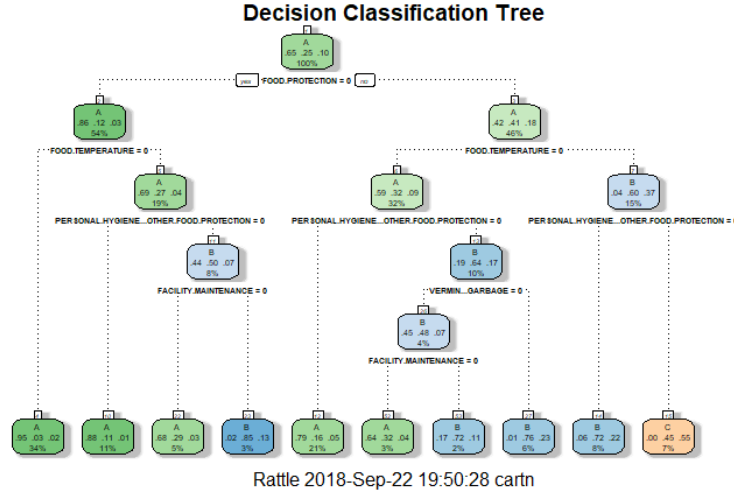 Decision Classification Tree
A
.65 .25 .10
100%
yes FOOD.PROTECTION = 0 no
A
.86 .12 .03
54%
A
.42 .41 .18
46%
FOOD.TEMPERATURE = 0
FOOD.TEMPERATURE = 0
A
.69 .27 .04
19%
A
.59 .32 .09
32%
B
.04 .60 .37
15%
PERSONAL.HYGIENE...OTHER.FOOD.PROTECTION = 0
PERSONAL.HYGIENE...OTHER.FOOD.PROTECTION = 0
PERSONAL.HYGIENE...OTHER.FOOD.PROTECTION = 0
B
.44 .50 .07
8%
B
.19 .64 .17
10%
FACILITY.MAINTENANCE = 0
VERMIN...GARBAGE = 0
B
.45 .48 .07
4%
FACILITY.MAINTENANCE = 0
A
.95 .03 .02
34%
A
.88 .11 .01
11%
A
.68 .29 .03
5%
B
.02 .85 .13
3%
A
.79 .16 .05
21%
A
.64 .32 .04
3%
B
.17 .72 .11
2%
B
.01 .76 .23
6%
B
.06 .72 .22
8%
C
.00 .45 .55
7%
Rattle 2018-Sep-22 19:50:28 cartn